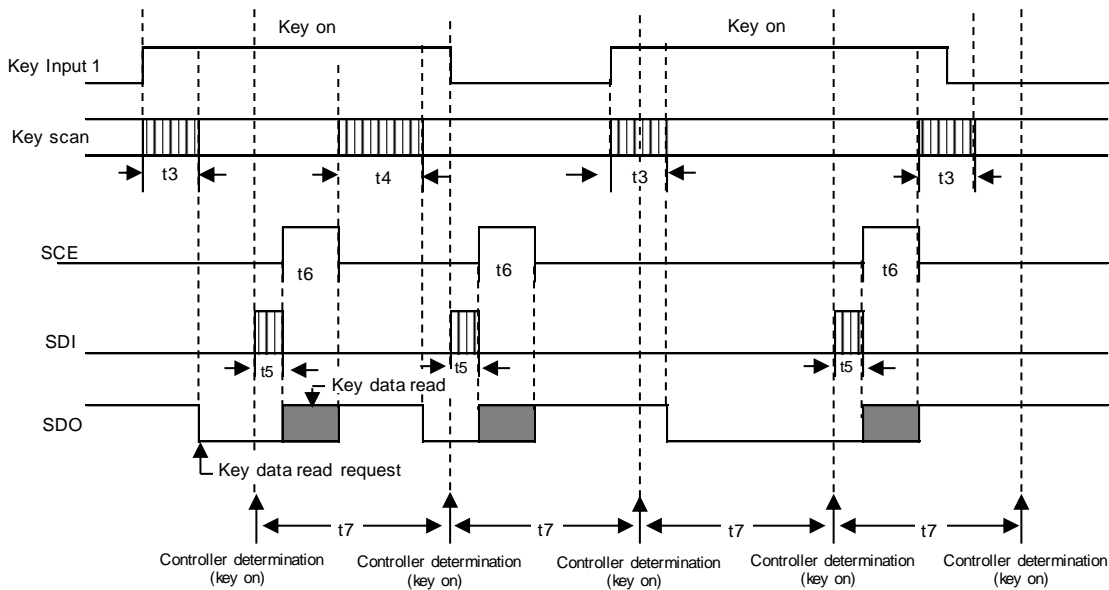 Key on
Key on
Key Input 1
Key scan
t3
t4
t3
t3
SCE
t6
t6
t6
SDI
t5
t5
t5
Key data read
SDO
Key data read request
t7
t7
t7
t7
Controller determination
(key on)
Controller determination
(key on)
Controller determination
(key on)
Controller determination
(key on)
Controller determination
(key on)